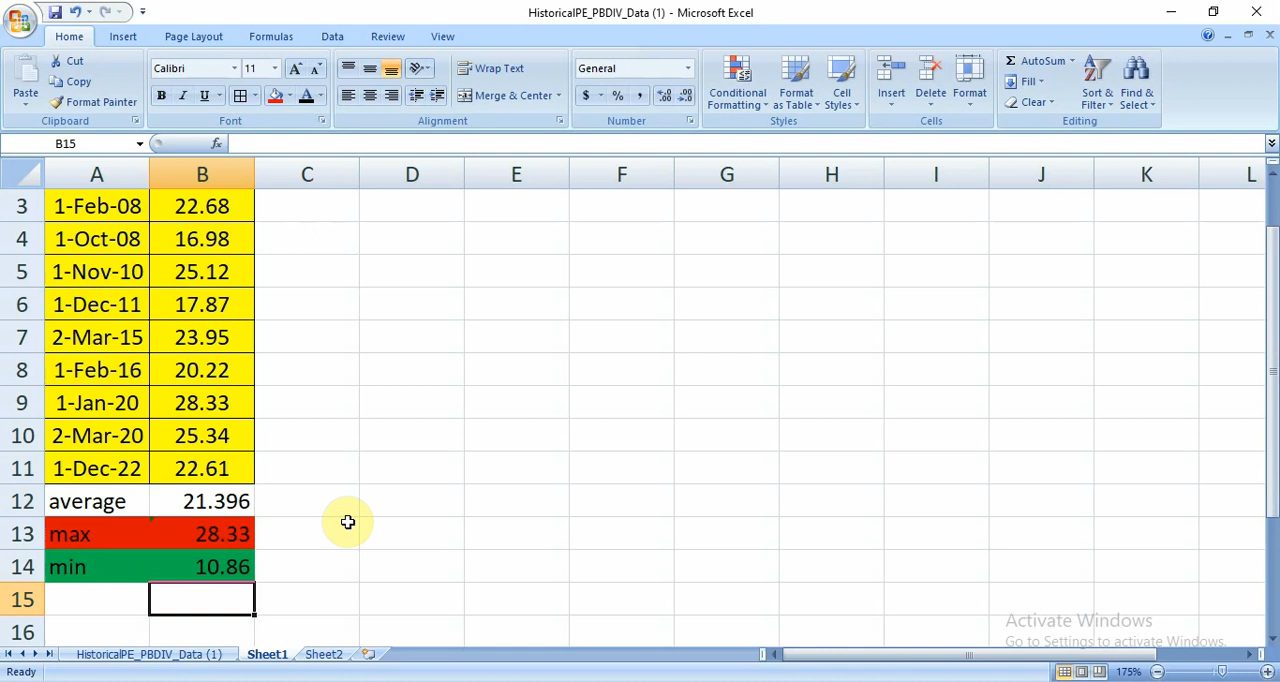 HistoricalPE_PBDIV_Data (1) - Microsoft Excel
Home Insert Page Layout Formulas Data Review View
Paste Cut Copy Format Painter Clipboard
Calibri 11 A A B I U A Font
Wrap Text Merge & Center Alignment
General $ % , .0 .00 .00 .0 Number
Conditional Formatting Format as Table Cell Styles Styles
Insert Delete Format Cells
Σ AutoSum Fill Clear Sort & Filter Find & Select Editing
B15 fx
A B C D E F G H I J K L
3 1-Feb-08 22.68
4 1-Oct-08 16.98
5 1-Nov-10 25.12
6 1-Dec-11 17.87
7 2-Mar-15 23.95
8 1-Feb-16 20.22
9 1-Jan-20 28.33
10 2-Mar-20 25.34
11 1-Dec-22 22.61
12 average 21.396
13 max 28.33
14 min 10.86
15
16
Activate Windows
Go to Settings to activate Windows.
HistoricalPE_PBDIV_Data (1) Sheet1 Sheet2
Ready 175%